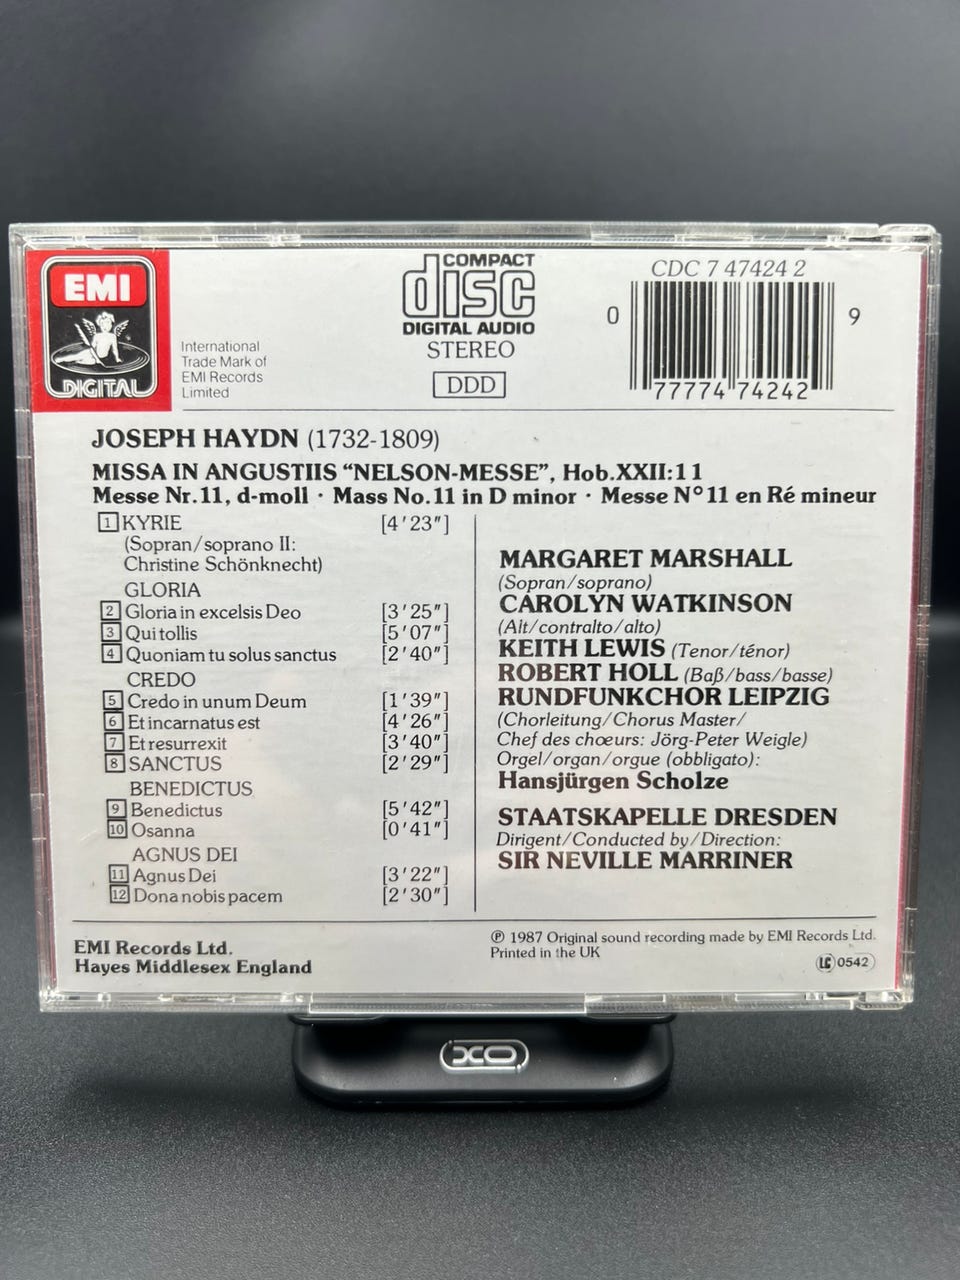 EMI
DIGITAL
International
Trade Mark of
EMI Records
Limited
COMPACT
disc
DIGITAL AUDIO
STEREO
DDD
CDC 7 47424 2
0 77774 74242 9
JOSEPH HAYDN (1732-1809)
MISSA IN ANGUSTIIS “NELSON-MESSE”, Hob.XXII:11
Messe Nr.11, d-moll · Mass No.11 in D minor · Messe N° 11 en Ré mineur
1 KYRIE [4'23"]
(Sopran/soprano II:
Christine Schönknecht)
GLORIA
2 Gloria in excelsis Deo [3'25"]
3 Qui tollis [5'07"]
4 Quoniam tu solus sanctus [2'40"]
CREDO
5 Credo in unum Deum [1'39"]
6 Et incarnatus est [4'26"]
7 Et resurrexit [3'40"]
8 SANCTUS [2'29"]
BENEDICTUS
9 Benedictus [5'42"]
10 Osanna [0'41"]
AGNUS DEI
11 Agnus Dei [3'22"]
12 Dona nobis pacem [2'30"]
MARGARET MARSHALL
(Sopran/soprano)
CAROLYN WATKINSON
(Alt/contralto/alto)
KEITH LEWIS (Tenor/ténor)
ROBERT HOLL (Baß/bass/basse)
RUNDFUNKCHOR LEIPZIG
(Chorleitung/Chorus Master/
Chef des chœurs: Jörg-Peter Weigle)
Orgel/organ/orgue (obbligato):
Hansjürgen Scholze
STAATSKAPELLE DRESDEN
Dirigent/Conducted by/Direction:
SIR NEVILLE MARRINER
EMI Records Ltd.
Hayes Middlesex England
℗ 1987 Original sound recording made by EMI Records Ltd.
Printed in the UK
LC 0542
XO